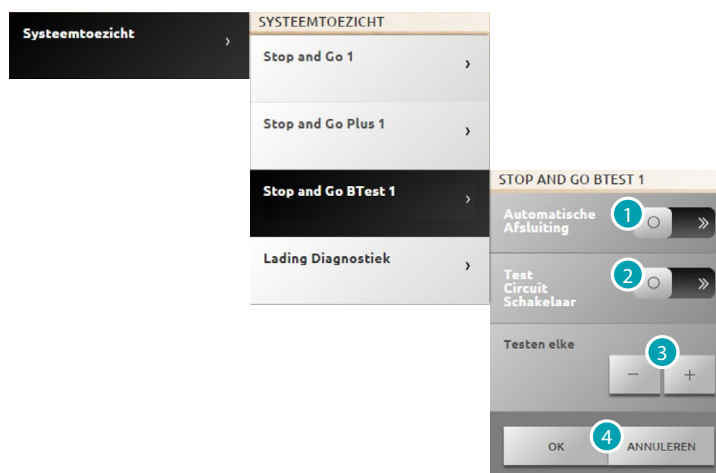 Systeemtoezicht
SYSTEEMTOEZICHT
Stop and Go 1
Stop and Go Plus 1
Stop and Go BTest 1
Lading Diagnostiek
STOP AND GO BTEST 1
Automatische
Afsluiting
1
Test
Circuit
Schakelaar
2
Testen elke
3
− +
OK
4
ANNULEREN